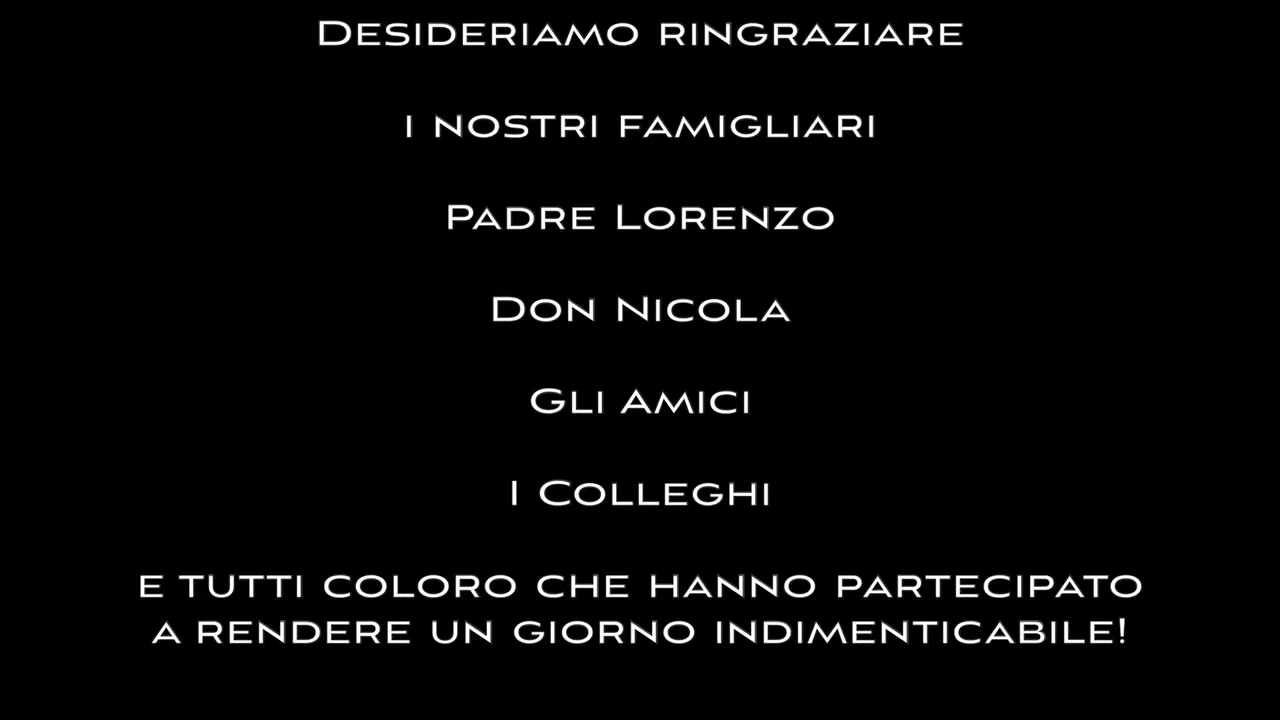 Desideriamo ringraziare
i nostri famigliari
Padre Lorenzo
Don Nicola
Gli Amici
I Colleghi
e tutti coloro che hanno partecipato
a rendere un giorno indimenticabile!